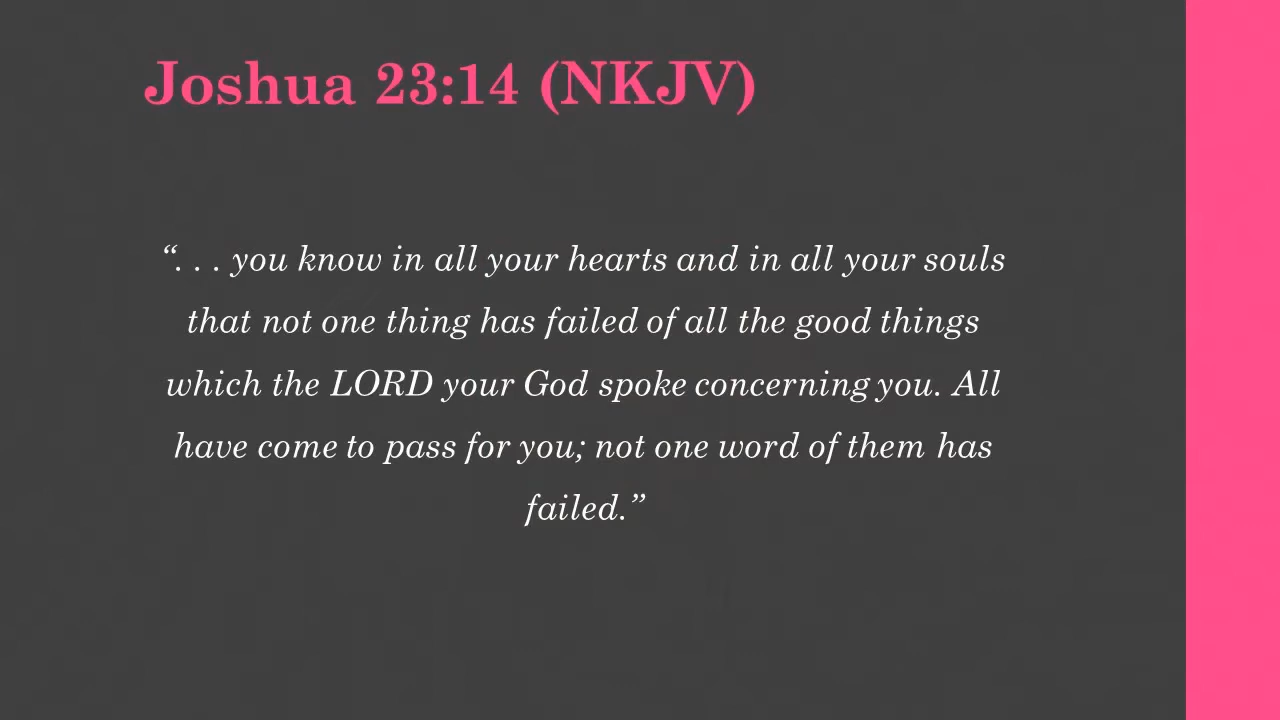 Joshua 23:14 (NKJV)
“. . . you know in all your hearts and in all your souls
that not one thing has failed of all the good things
which the LORD your God spoke concerning you. All
have come to pass for you; not one word of them has
failed.”